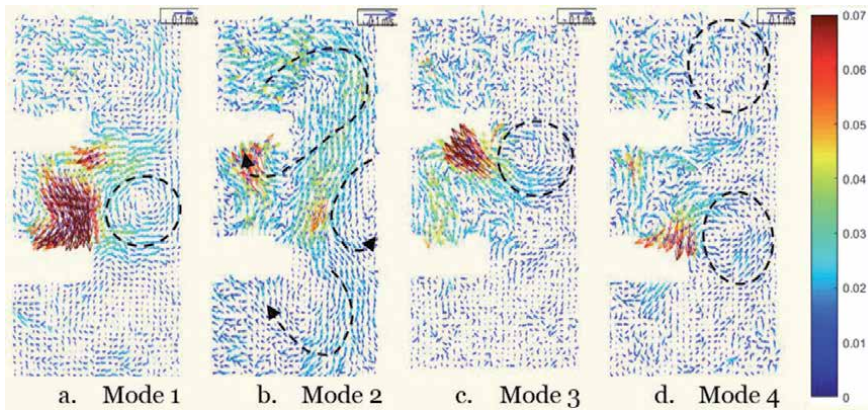 0.1 m/s
0.1 m/s
0.1 m/s
0.1 m/s
0.07
0.06
0.05
0.04
0.03
0.02
0.01
0
a. Mode 1
b. Mode 2
c. Mode 3
d. Mode 4